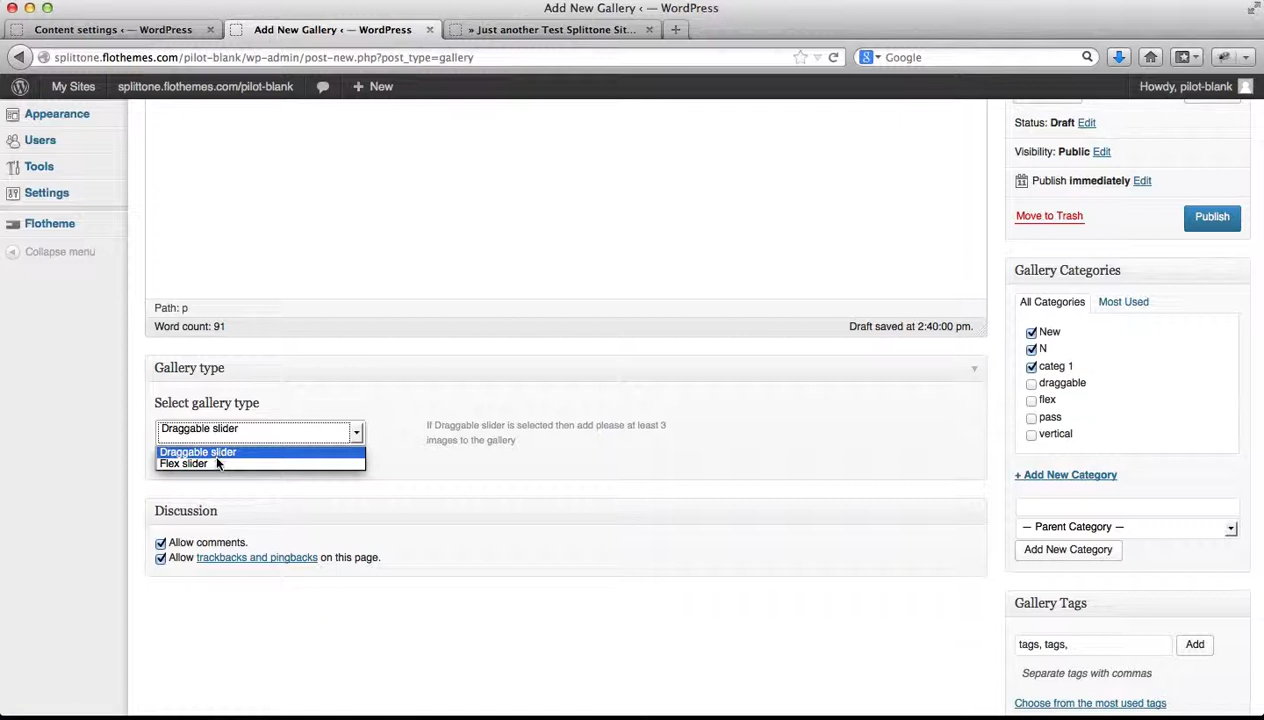 Add New Gallery ‹ — WordPress
Content settings ‹ — WordPress
Add New Gallery ‹ — WordPress
» Just another Test Splittone Sit...
splittone.flothemes.com/pilot-blank/wp-admin/post-new.php?post_type=gallery
Google
My Sites
splittone.flothemes.com/pilot-blank
+ New
Howdy, pilot-blank
Appearance
Users
Tools
Settings
Flotheme
Collapse menu
Path: p
Word count: 91
Draft saved at 2:40:00 pm.
Gallery type
Select gallery type
Draggable slider
Draggable slider
Flex slider
If Draggable slider is selected then add please at least 3
images to the gallery
Discussion
Allow comments.
Allow trackbacks and pingbacks on this page.
Status: Draft Edit
Visibility: Public Edit
Publish immediately Edit
Move to Trash
Publish
Gallery Categories
All Categories
Most Used
New
N
categ 1
draggable
flex
pass
vertical
+ Add New Category
— Parent Category —
Add New Category
Gallery Tags
tags, tags,
Add
Separate tags with commas
Choose from the most used tags